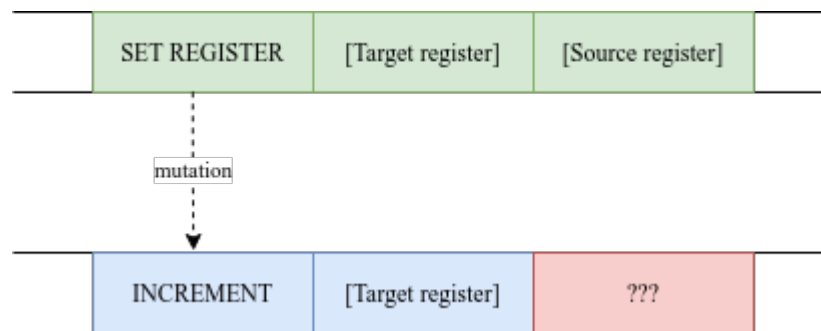 SET REGISTER
[Target register]
[Source register]
mutation
INCREMENT
[Target register]
???